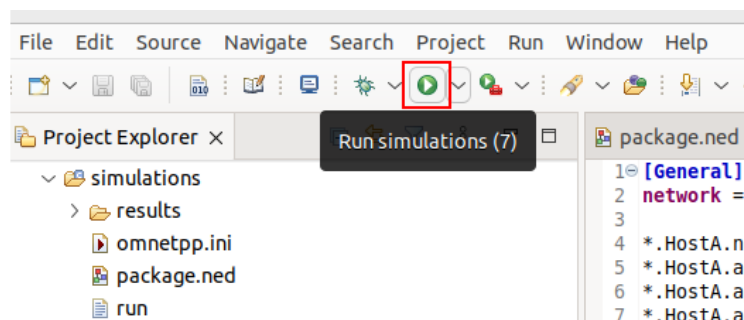 File Edit Source Navigate Search Project Run Window Help
010
Project Explorer
Run simulations (7)
package.ned
simulations
results
omnetpp.ini
package.ned
run
1 [General]
2 network =
3
4 *.HostA.n
5 *.HostA.a
6 *.HostA.a
7 *.HostA.a